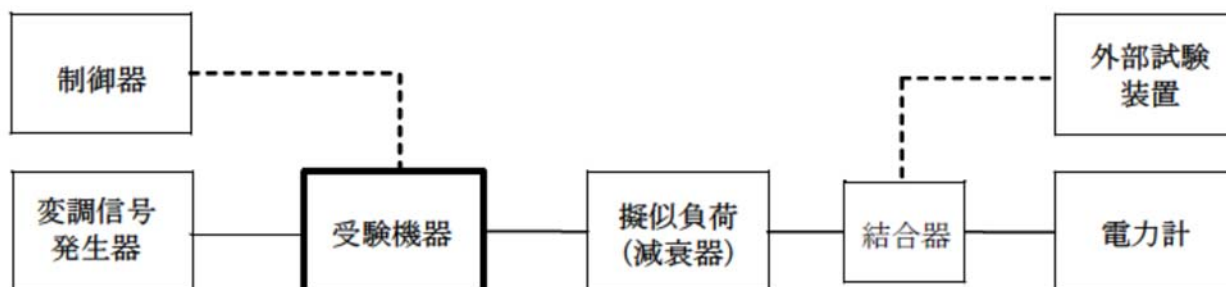 制御器
外部試験
装置
変調信号
発生器
受験機器
擬似負荷
(減衰器)
結合器
電力計